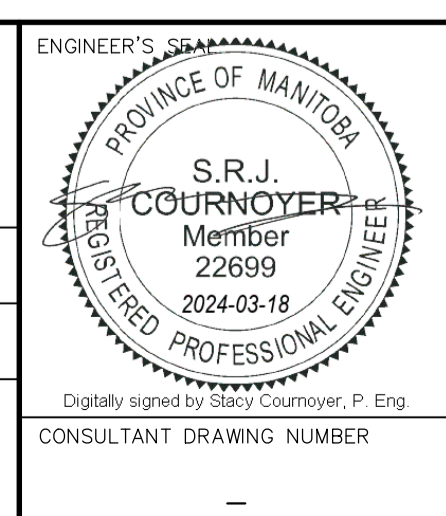 ENGINEER'S SEAL
PROVINCE OF MANITOBA
S.R.J.
COURNOYER
Member
22699
2024-03-18
REGISTERED PROFESSIONAL ENGINEER
Digitally signed by Stacy Cournoyer, P. Eng.
CONSULTANT DRAWING NUMBER
–